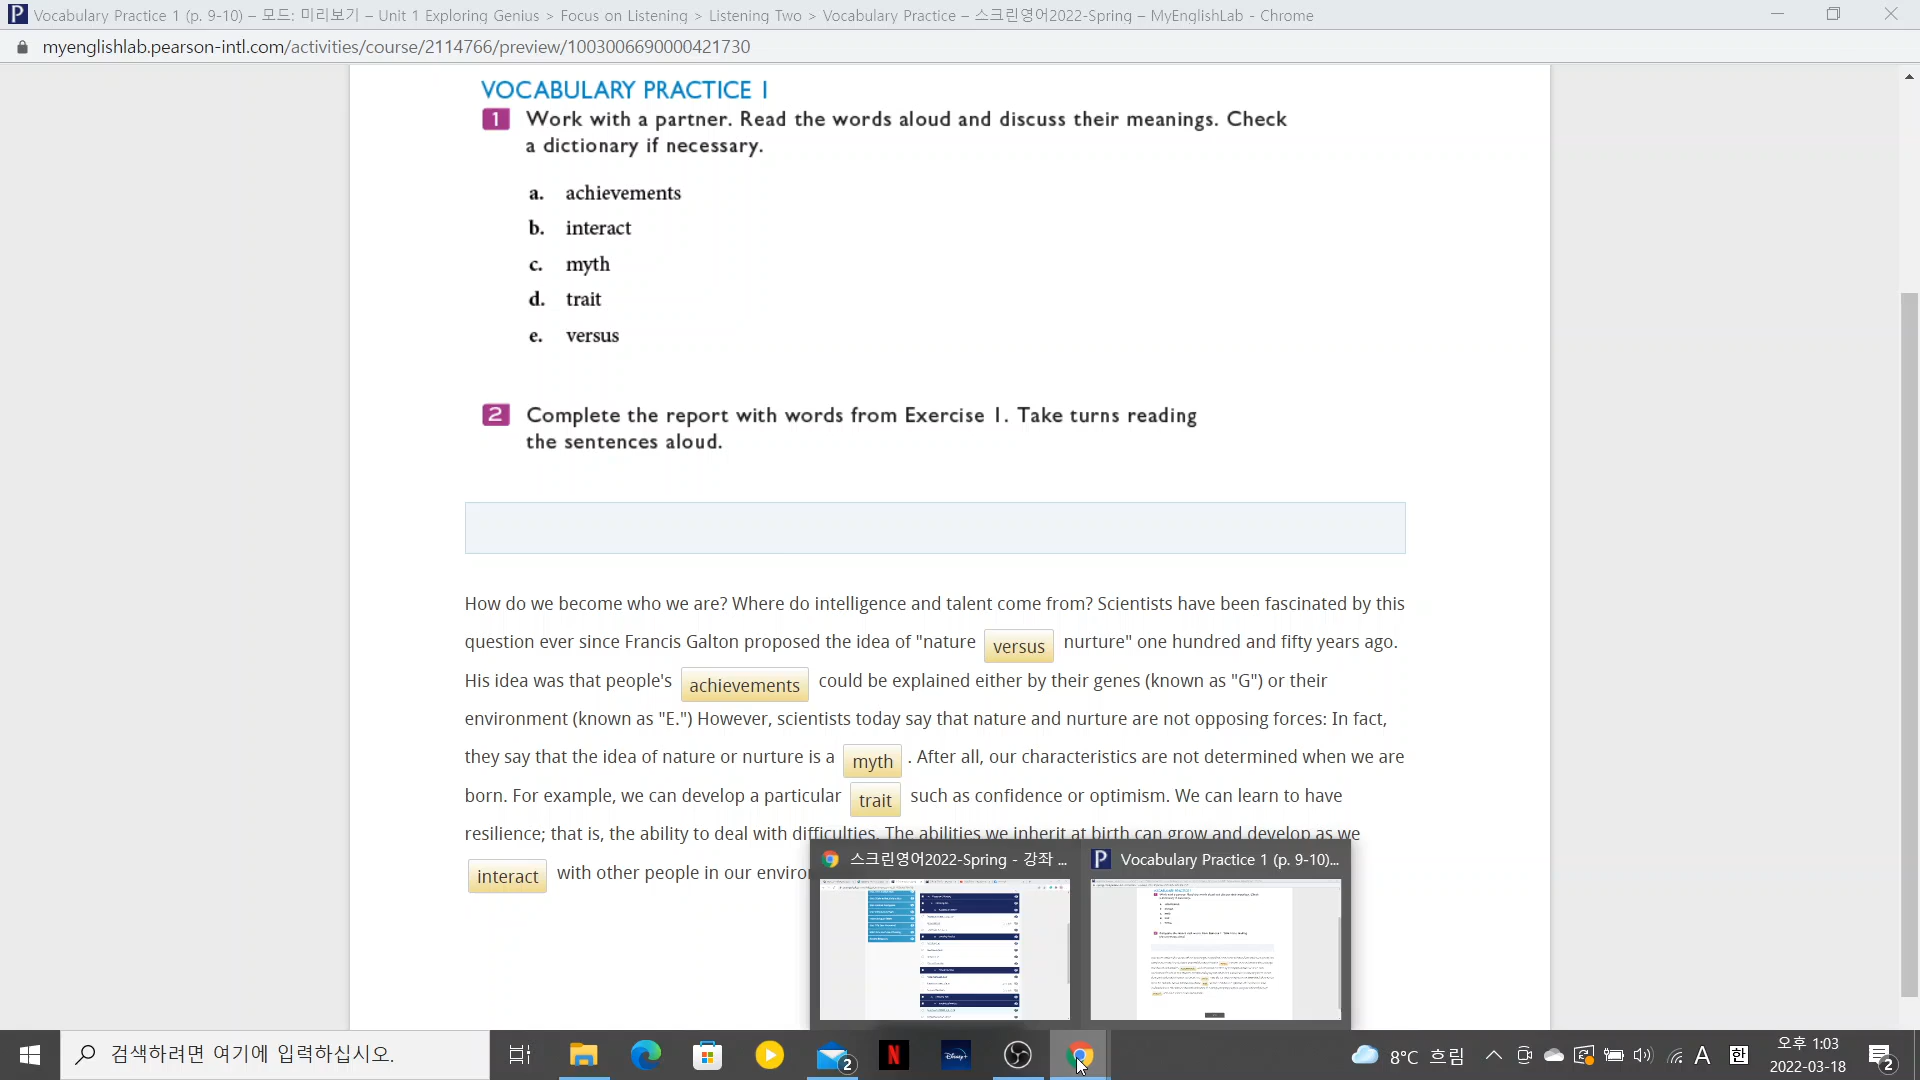 Vocabulary Practice 1 (p. 9-10) – 모드: 미리보기 – Unit 1 Exploring Genius > Focus on Listening > Listening Two > Vocabulary Practice – 스크린영어2022-Spring – MyEnglishLab - Chrome
myenglishlab.pearson-intl.com/activities/course/2114766/preview/1003006690000421730
VOCABULARY PRACTICE 1
1 Work with a partner. Read the words aloud and discuss their meanings. Check
a dictionary if necessary.
a. achievements
b. interact
c. myth
d. trait
e. versus
2 Complete the report with words from Exercise 1. Take turns reading
the sentences aloud.
How do we become who we are? Where do intelligence and talent come from? Scientists have been fascinated by this
question ever since Francis Galton proposed the idea of "nature versus nurture" one hundred and fifty years ago.
His idea was that people's achievements could be explained either by their genes (known as "G") or their
environment (known as "E.") However, scientists today say that nature and nurture are not opposing forces: In fact,
they say that the idea of nature or nurture is a myth . After all, our characteristics are not determined when we are
born. For example, we can develop a particular trait such as confidence or optimism. We can learn to have
resilience; that is, the ability to deal with difficulties. The abilities we inherit at birth can grow and develop as we
interact with other people in our enviro
스크린영어2022-Spring - 강좌 ...
Vocabulary Practice 1 (p. 9-10)...
검색하려면 여기에 입력하십시오.
2
N
Disney+
8°C 흐림
A
한
오후 1:03
2022-03-18
2